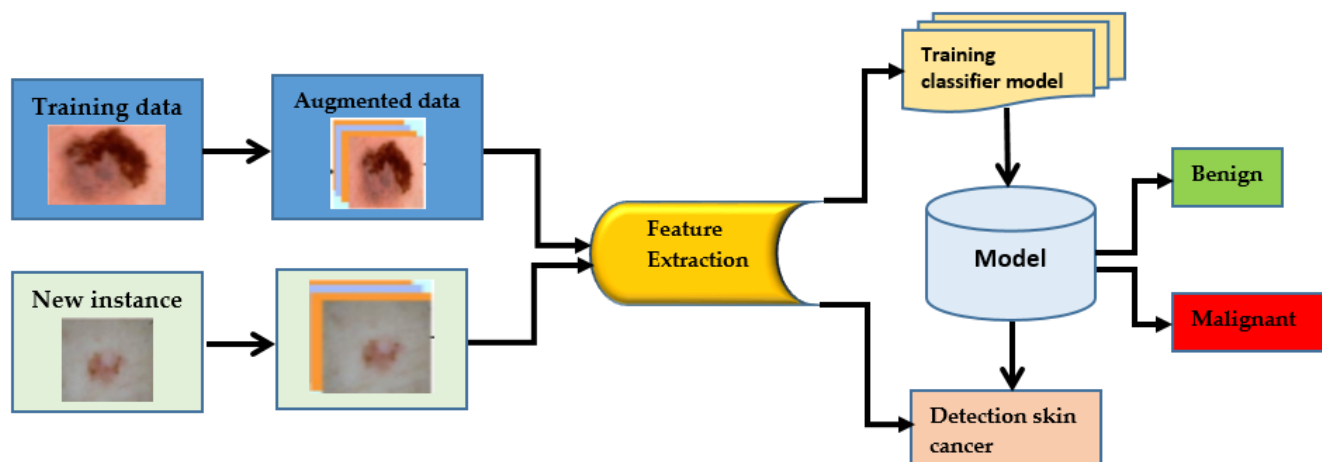 Training data
Augmented data
New instance
Feature
Extraction
Training
classifier model
Model
Benign
Malignant
Detection skin
cancer